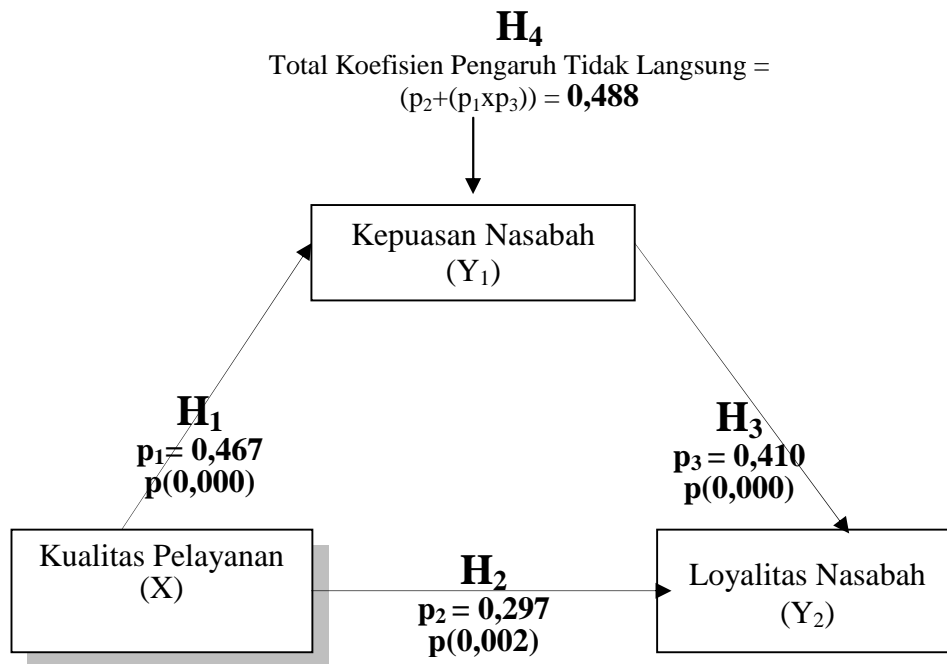 H₄
Total Koefisien Pengaruh Tidak Langsung =
(p₂+(p₁xp₃)) = 0,488
Kepuasan Nasabah
(Y₁)
H₁
p₁= 0,467
p(0,000)
H₃
p₃ = 0,410
p(0,000)
Kualitas Pelayanan
(X)
H₂
p₂ = 0,297
p(0,002)
Loyalitas Nasabah
(Y₂)